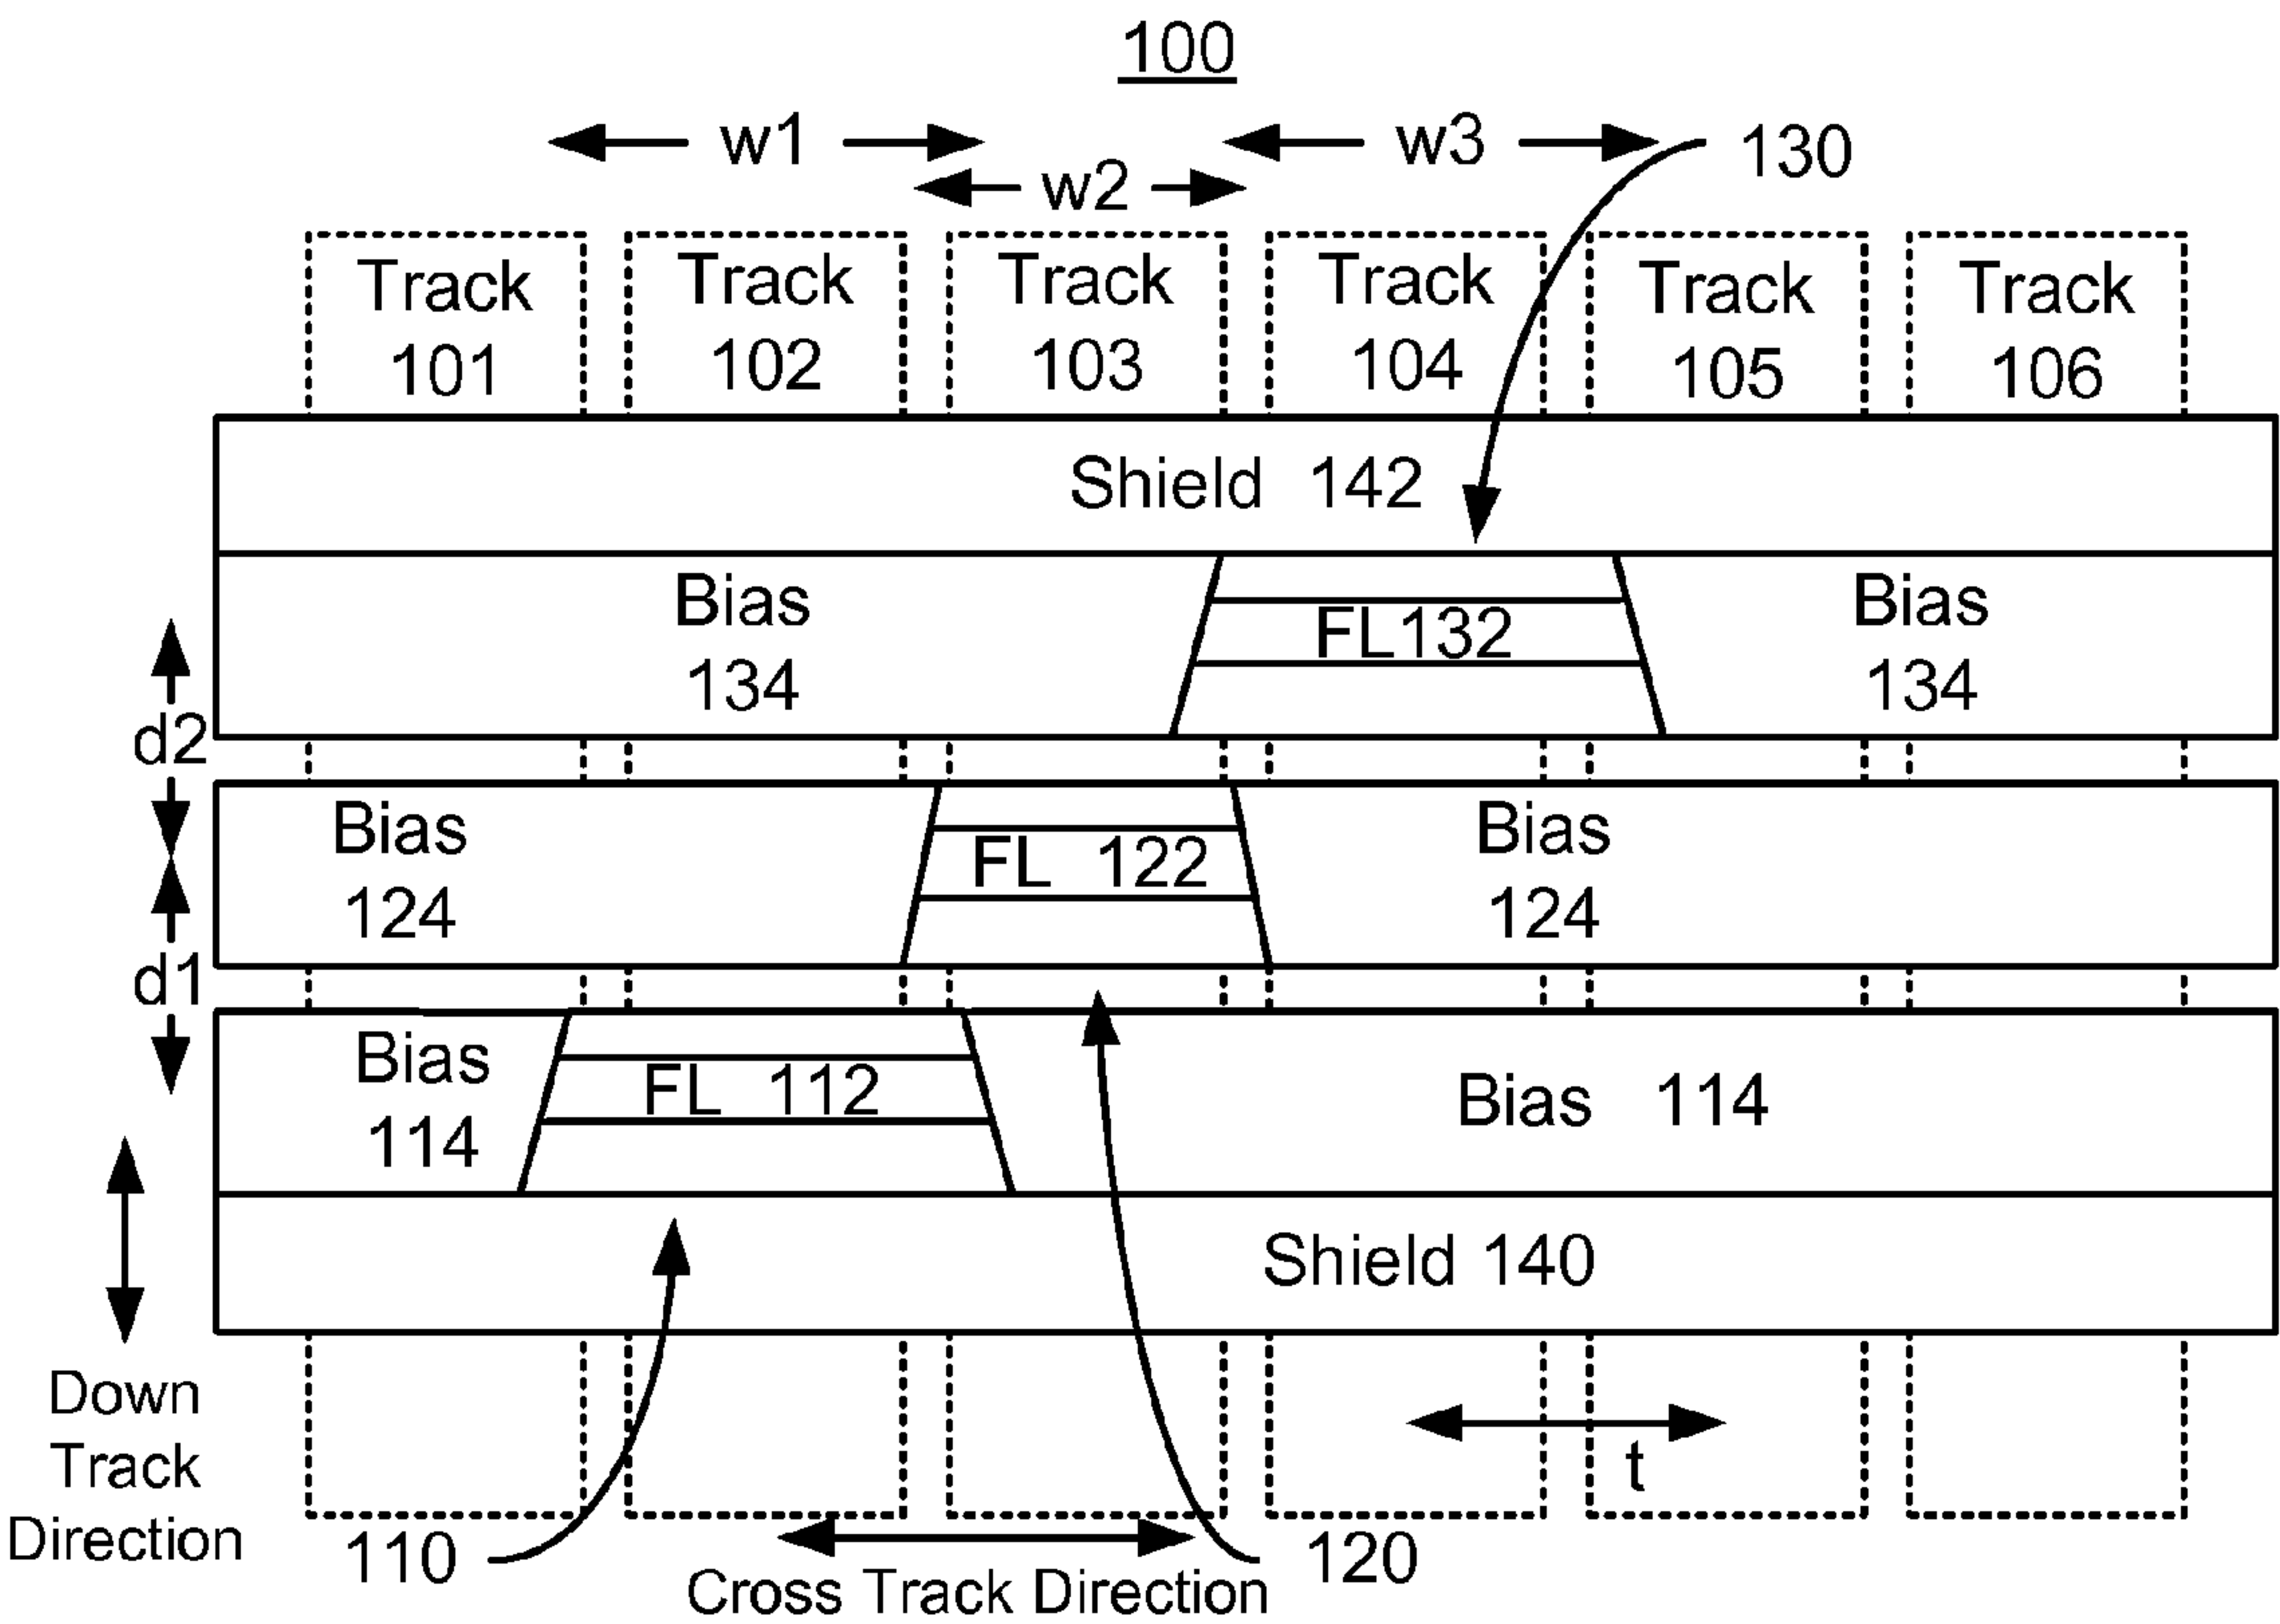 100
w1
w3
130
w2
Track 101
Track 102
Track 103
Track 104
Track 105
Track 106
Shield 142
Bias 134
FL132
Bias 134
d2
Bias 124
FL 122
Bias 124
d1
Bias 114
FL 112
Bias 114
Shield 140
Down
Track
Direction
t
110
120
Cross Track Direction